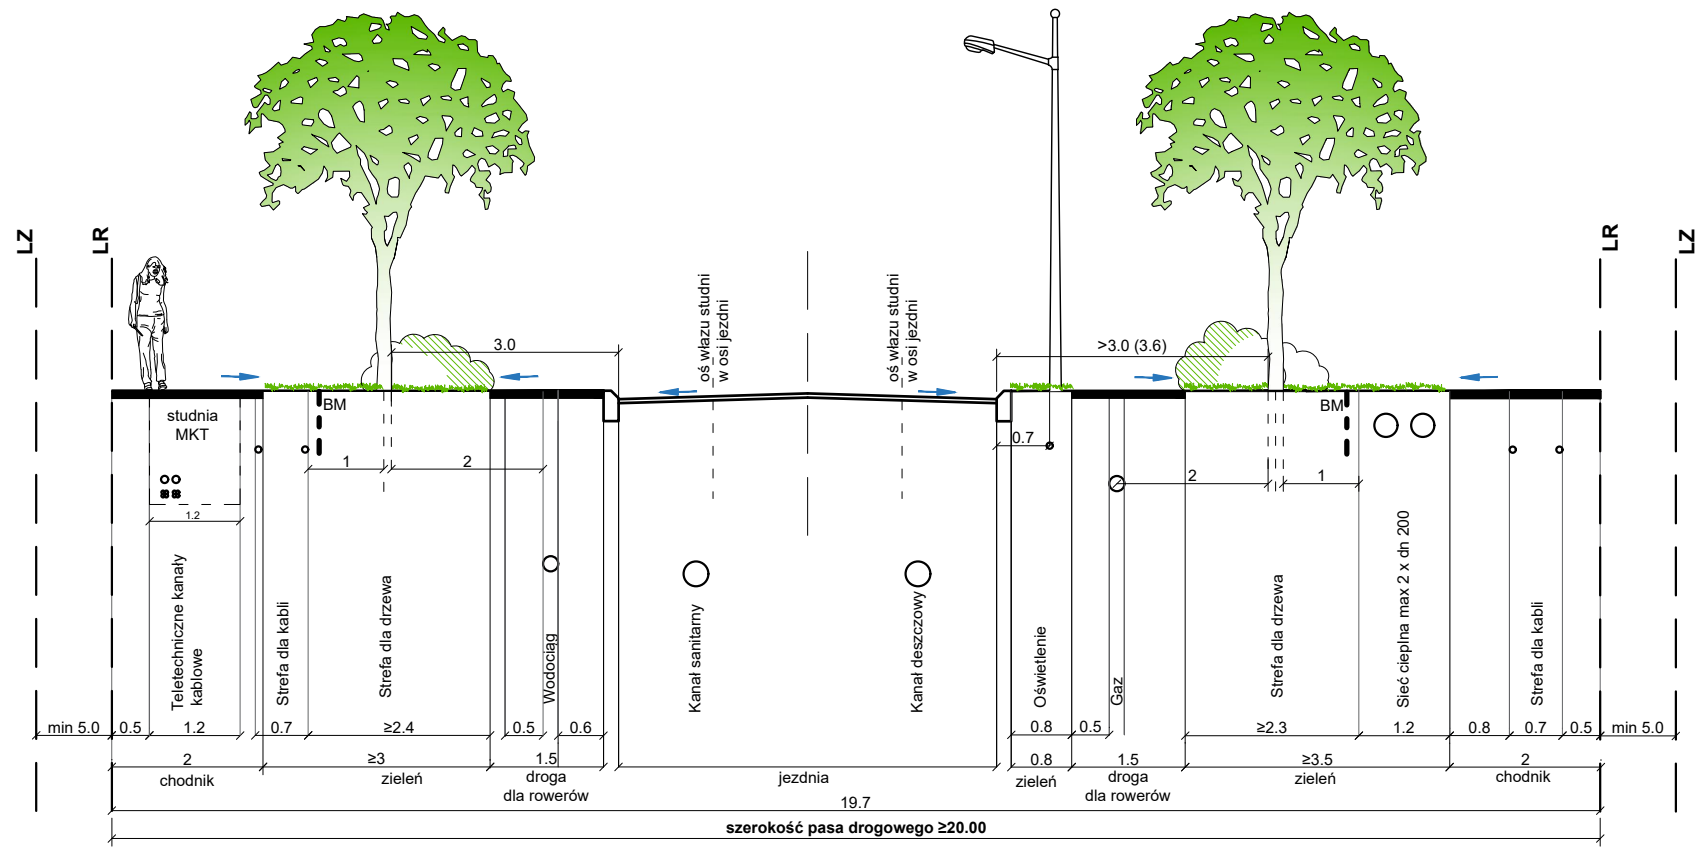 LZ
LR
LR
LZ
oś włazu studni
w osi jezdni
oś włazu studni
w osi jezdni
3.0
>3.0 (3.6)
studnia
MKT
BM
BM
0.7
1
2
2
1
1.2
Teletechniczne kanały
kablowe
Strefa dla kabli
Strefa dla drzewa
Wodociąg
Kanał sanitarny
Kanał deszczowy
Oświetlenie
Gaz
Strefa dla drzewa
Sieć cieplna max 2 x dn 200
Strefa dla kabli
min 5.0
0.5
1.2
0.7
≥2.4
0.5
0.6
0.8
0.5
≥2.3
1.2
0.8
0.7
0.5
min 5.0
2
≥3
1.5
0.8
1.5
≥3.5
2
chodnik
zieleń
droga
dla rowerów
jezdnia
zieleń
droga
dla rowerów
zieleń
chodnik
19.7
szerokość pasa drogowego ≥20.00